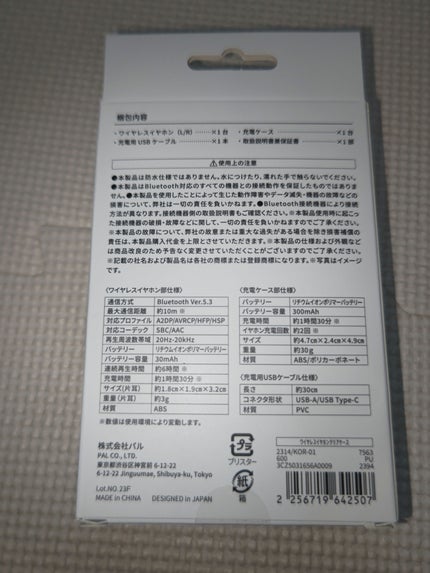 梱包内容
・ワイヤレスイヤホン (L/R) ……… ×1台
・充電ケース ……… ×1台
・充電用 USB ケーブル ……… ×1本
・取扱説明書兼保証書 ……… ×1部
⚠使用上の注意
●本製品は防水仕様ではありません。水につけたり、濡れた手で触らないでください。
●本製品はBluetooth対応のすべての機器との接続動作を保証したものではありま
せん。●本製品を使用したことによって生じた動作障害やデータ減失・機器の故障などの
損害について、弊社は一切の責任を負いかねます。●Bluetooth接続機器により接続
方法が異なります。接続機器側の取扱説明書もご確認ください。※本製品使用時に起こっ
た接続機器の破損・故障などに関して、一切の責任を負いかねますのでご了承ください。
※本製品の故障について、弊社の故意または重大な過失がある場合を除き損害補償の
責任は、本製品購入代金を上限とさせていただきます。※本製品の仕様および外観など
は商品改良のため予告なく変更させていただくことがございますのでご了承ください。
※記載の社名および製品名は各社の商標または登録商標になります。※写真はイメージ
です。
〈ワイヤレスイヤホン部仕様〉
通信方式 Bluetooth Ver.5.3
最大通信距離 約10m ※
対応プロファイル A2DP/AVRCP/HFP/HSP
対応コーデック SBC/AAC
再生周波数帯域 20Hz-20kHz
バッテリー リチウムイオンポリマーバッテリー
バッテリー容量 30mAh
連続再生時間 約6時間 ※
充電時間 約1時間30分 ※
サイズ(片耳) 約1.8cm×1.9cm×3.2cm
重量(片耳) 約3g
材質 ABS
※数値は使用環境により変動します。
〈充電ケース部仕様〉
バッテリー リチウムイオンポリマーバッテリー
バッテリー容量 300mAh
充電時間 約1時間30分 ※
イヤホン充電回数 約2回 ※
サイズ 約4.7cm×2.4cm×4.9cm
重量 約30g
材質 ABS/ポリカーボネート
〈充電用USBケーブル仕様〉
長さ 約30cm
コネクタ形状 USB-A/USB Type-C
材質 PVC
株式会社パル
PAL CO., LTD.
東京都渋谷区神宮前 6-12-22
6-12-22 Jinguumae, Shibuya-ku, Tokyo
Lot.NO.23F
MADE in CHINA DESIGNED in JAPAN
プラ
ブリスター
紙
箱
ワイヤレスイヤホンクリアケース
2314/KOR-01 7563
600 PU
3CZ5031656A0009 2394
2 256719 642507